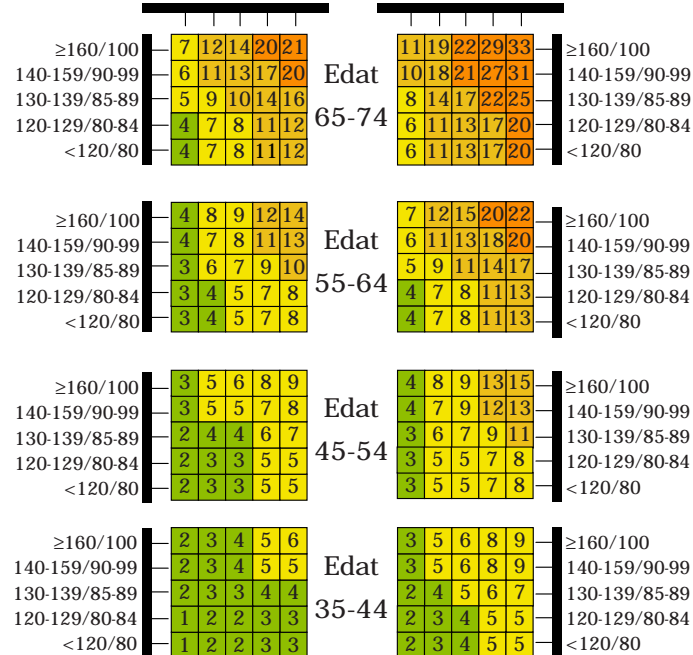 ≥160/100 7 12 14 20 21 11 19 22 29 33 ≥160/100
140-159/90-99 6 11 13 17 20 Edat 10 18 21 27 31 140-159/90-99
130-139/85-89 5 9 10 14 16 8 14 17 22 25 130-139/85-89
120-129/80-84 4 7 8 11 12 65-74 6 11 13 17 20 120-129/80-84
<120/80 4 7 8 11 12 6 11 13 17 20 <120/80
≥160/100 4 8 9 12 14 7 12 15 20 22 ≥160/100
140-159/90-99 4 7 8 11 13 Edat 6 11 13 18 20 140-159/90-99
130-139/85-89 3 6 7 9 10 5 9 11 14 17 130-139/85-89
120-129/80-84 3 4 5 7 8 55-64 4 7 8 11 13 120-129/80-84
<120/80 3 4 5 7 8 4 7 8 11 13 <120/80
≥160/100 3 5 6 8 9 4 8 9 13 15 ≥160/100
140-159/90-99 3 5 5 7 8 Edat 4 7 9 12 13 140-159/90-99
130-139/85-89 2 4 4 6 7 3 6 7 9 11 130-139/85-89
120-129/80-84 2 3 3 5 5 45-54 3 5 5 7 8 120-129/80-84
<120/80 2 3 3 5 5 3 5 5 7 8 <120/80
≥160/100 2 3 4 5 6 3 5 6 8 9 ≥160/100
140-159/90-99 2 3 4 5 5 Edat 3 5 6 8 9 140-159/90-99
130-139/85-89 2 3 3 4 4 2 4 5 6 7 130-139/85-89
120-129/80-84 1 2 2 3 3 35-44 2 3 4 5 5 120-129/80-84
<120/80 1 2 2 3 3 2 3 4 5 5 <120/80